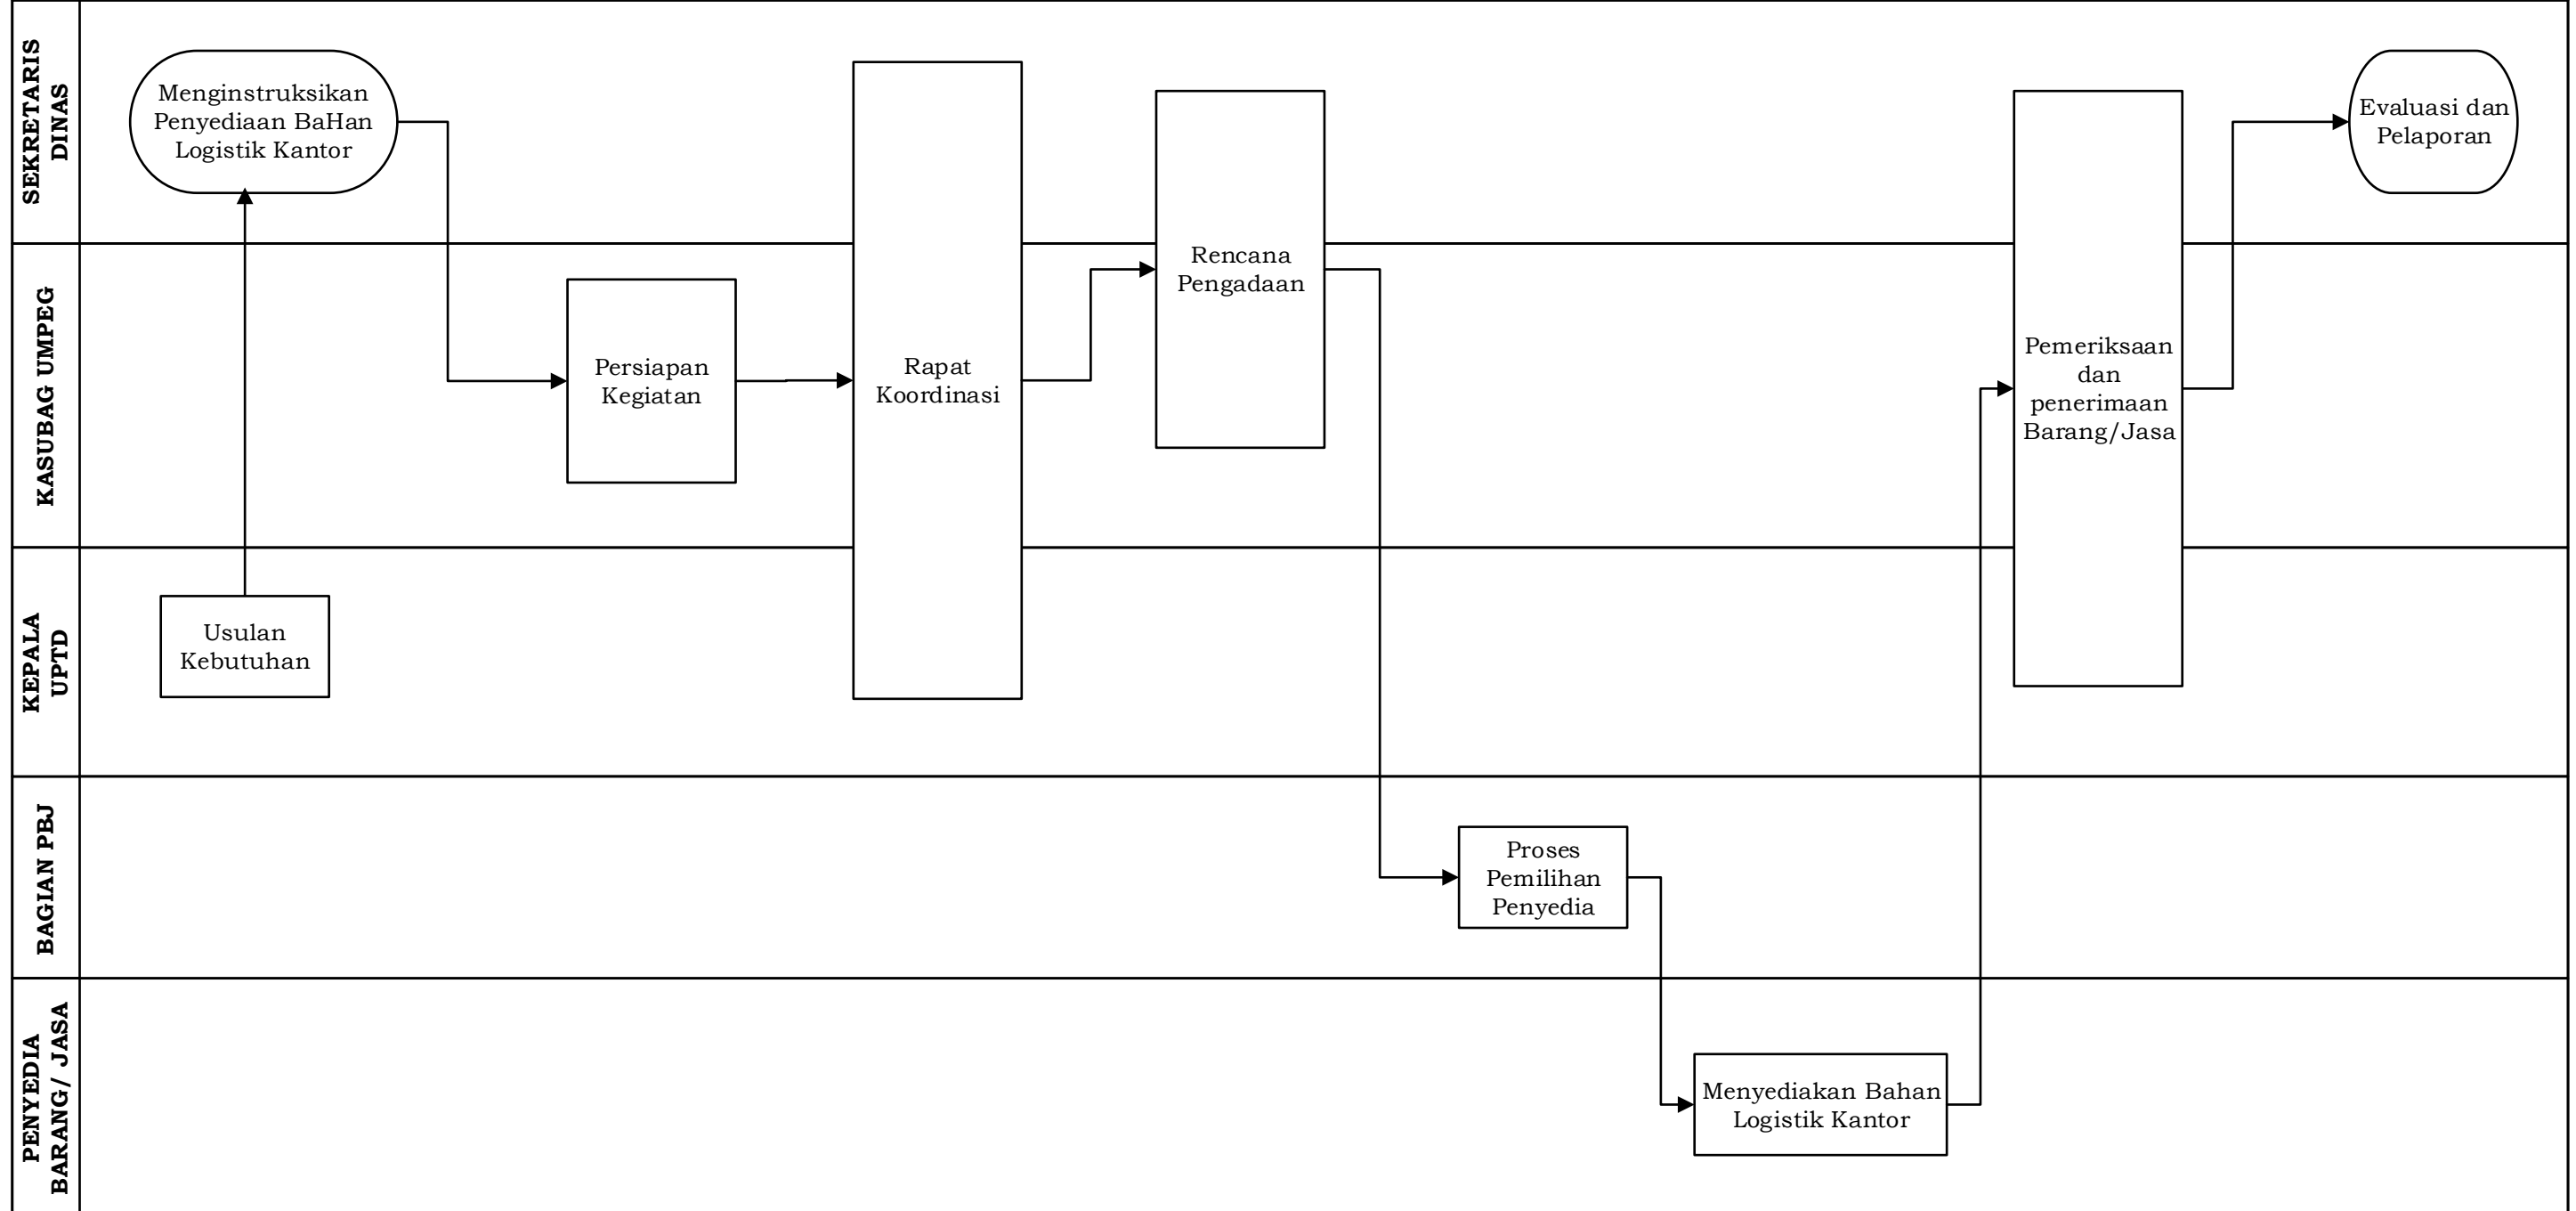 SEKRETARIS
DINAS
Menginstruksikan
Penyediaan BaHan
Logistik Kantor
Evaluasi dan
Pelaporan
KASUBAG UMPEG
Persiapan
Kegiatan
Rapat
Koordinasi
Rencana
Pengadaan
Pemeriksaan
dan
penerimaan
Barang/Jasa
KEPALA
UPTD
Usulan
Kebutuhan
BAGIAN PBJ
Proses
Pemilihan
Penyedia
PENYEDIA
BARANG/ JASA
Menyediakan Bahan
Logistik Kantor